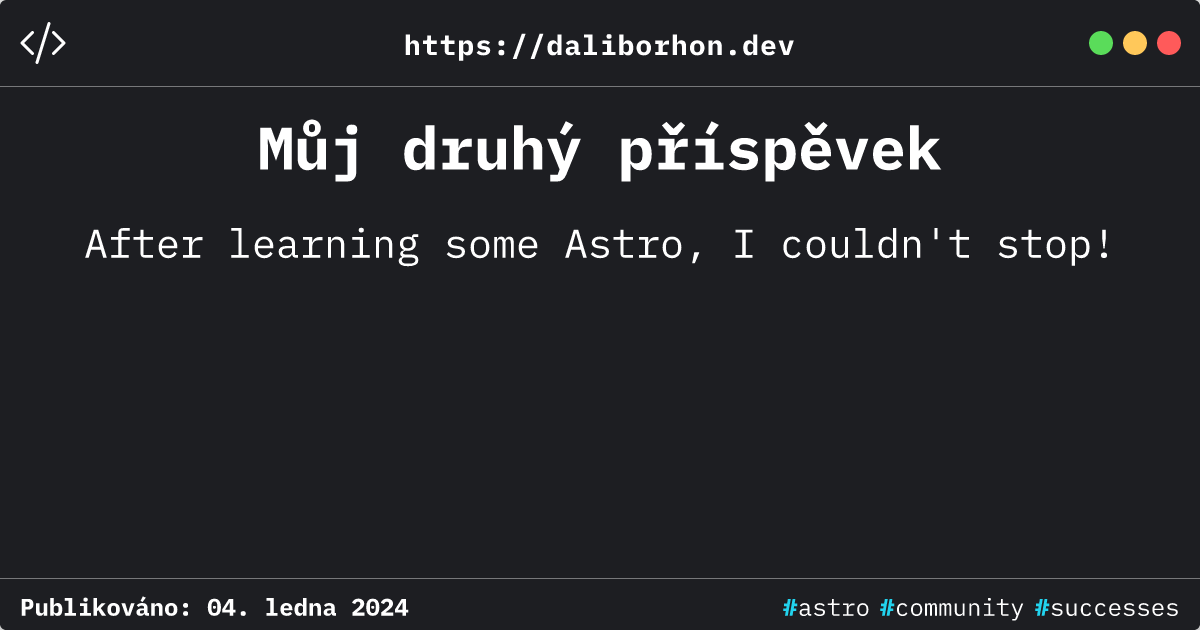 </>
https://daliborhon.dev
Můj druhý příspěvek
After learning some Astro, I couldn't stop!
Publikováno: 04. ledna 2024
#astro #community #successes